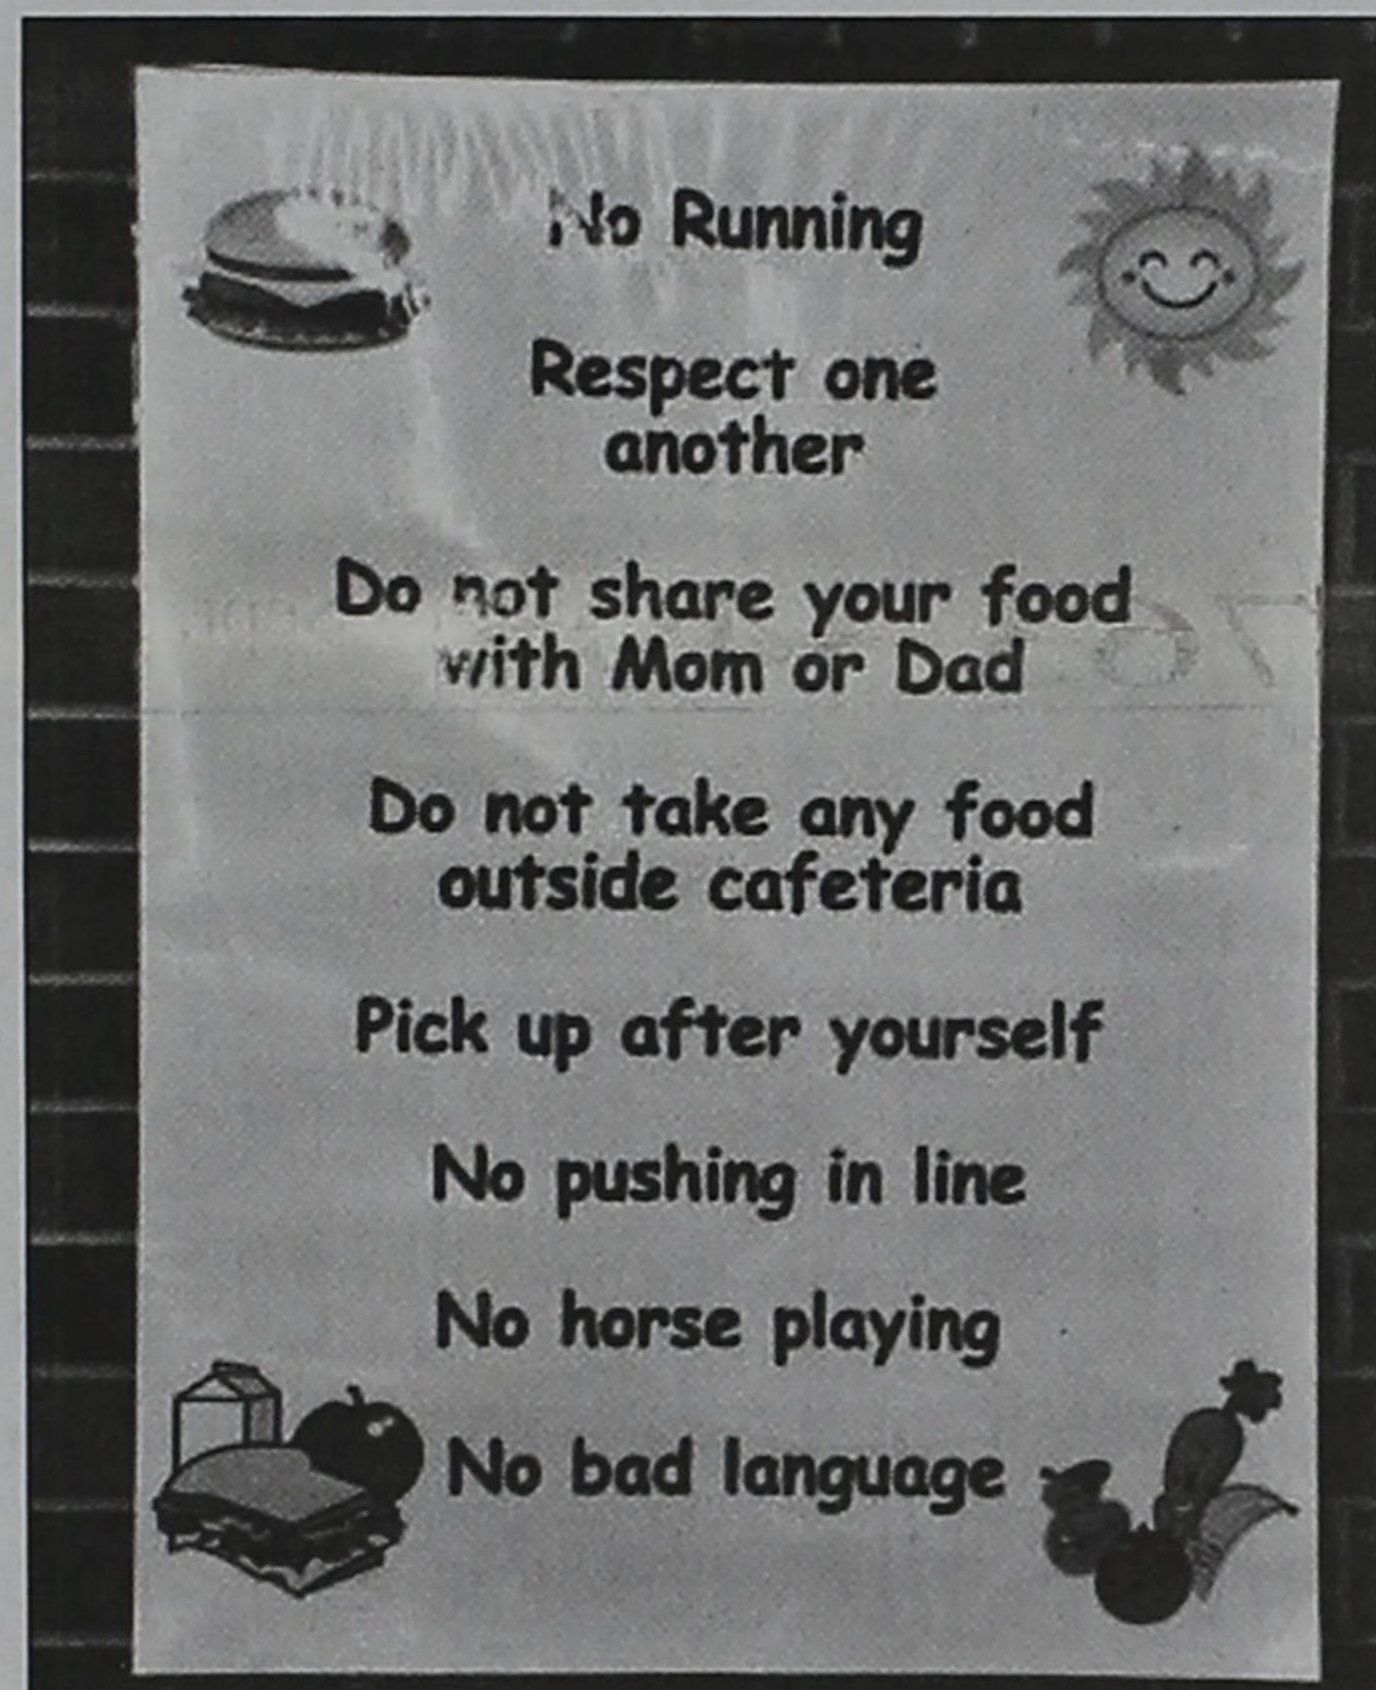 No Running
Respect one
another
Do not share your food
with Mom or Dad
Do not take any food
outside cafeteria
Pick up after yourself
No pushing in line
No horse playing
No bad language